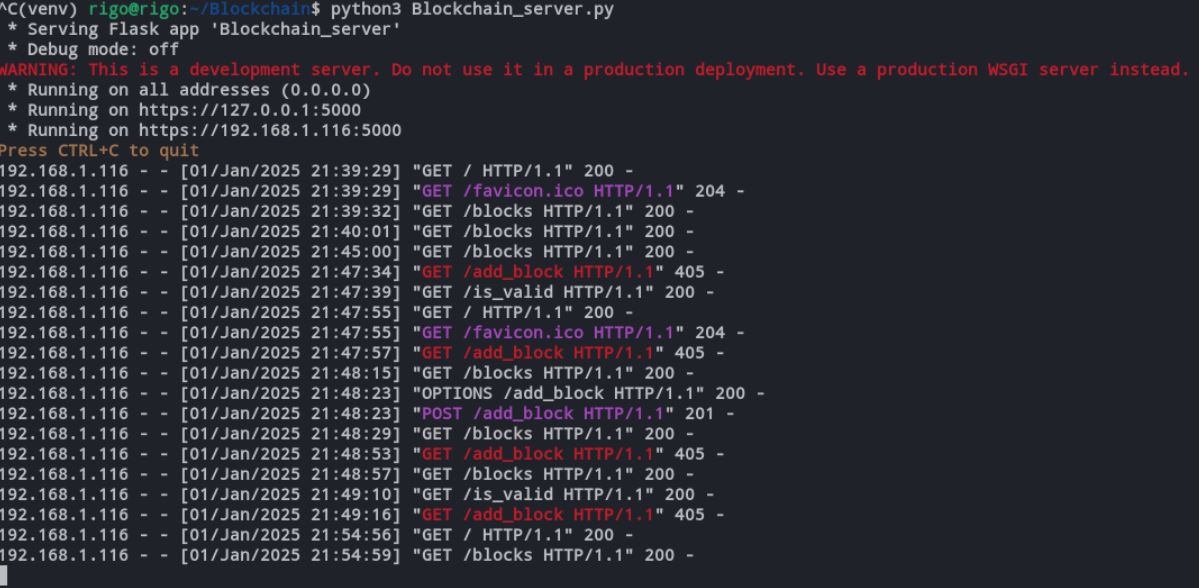 ^C(venv) rigo@rigo:~/Blockchain$ python3 Blockchain_server.py
 * Serving Flask app 'Blockchain_server'
 * Debug mode: off
WARNING: This is a development server. Do not use it in a production deployment. Use a production WSGI server instead.
 * Running on all addresses (0.0.0.0)
 * Running on https://127.0.0.1:5000
 * Running on https://192.168.1.116:5000
Press CTRL+C to quit
192.168.1.116 - - [01/Jan/2025 21:39:29] "GET / HTTP/1.1" 200 -
192.168.1.116 - - [01/Jan/2025 21:39:29] "GET /favicon.ico HTTP/1.1" 204 -
192.168.1.116 - - [01/Jan/2025 21:39:32] "GET /blocks HTTP/1.1" 200 -
192.168.1.116 - - [01/Jan/2025 21:40:01] "GET /blocks HTTP/1.1" 200 -
192.168.1.116 - - [01/Jan/2025 21:45:00] "GET /blocks HTTP/1.1" 200 -
192.168.1.116 - - [01/Jan/2025 21:47:34] "GET /add_block HTTP/1.1" 405 -
192.168.1.116 - - [01/Jan/2025 21:47:39] "GET /is_valid HTTP/1.1" 200 -
192.168.1.116 - - [01/Jan/2025 21:47:55] "GET / HTTP/1.1" 200 -
192.168.1.116 - - [01/Jan/2025 21:47:55] "GET /favicon.ico HTTP/1.1" 204 -
192.168.1.116 - - [01/Jan/2025 21:47:57] "GET /add_block HTTP/1.1" 405 -
192.168.1.116 - - [01/Jan/2025 21:48:15] "GET /blocks HTTP/1.1" 200 -
192.168.1.116 - - [01/Jan/2025 21:48:23] "OPTIONS /add_block HTTP/1.1" 200 -
192.168.1.116 - - [01/Jan/2025 21:48:23] "POST /add_block HTTP/1.1" 201 -
192.168.1.116 - - [01/Jan/2025 21:48:29] "GET /blocks HTTP/1.1" 200 -
192.168.1.116 - - [01/Jan/2025 21:48:53] "GET /add_block HTTP/1.1" 405 -
192.168.1.116 - - [01/Jan/2025 21:48:57] "GET /blocks HTTP/1.1" 200 -
192.168.1.116 - - [01/Jan/2025 21:49:10] "GET /is_valid HTTP/1.1" 200 -
192.168.1.116 - - [01/Jan/2025 21:49:16] "GET /add_block HTTP/1.1" 405 -
192.168.1.116 - - [01/Jan/2025 21:54:56] "GET / HTTP/1.1" 200 -
192.168.1.116 - - [01/Jan/2025 21:54:59] "GET /blocks HTTP/1.1" 200 -